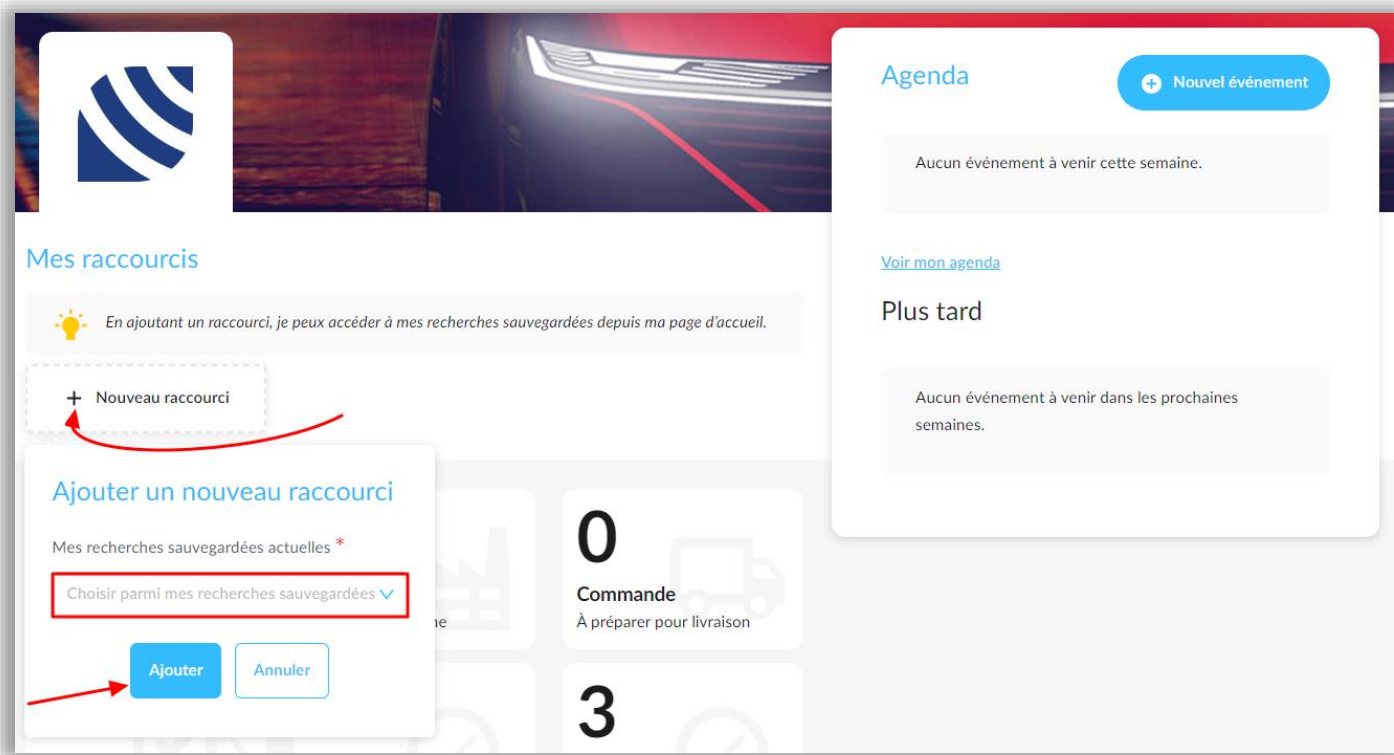 Agenda
Nouvel événement
Aucun événement à venir cette semaine.
Voir mon agenda
Plus tard
Aucun événement à venir dans les prochaines
semaines.
Mes raccourcis
En ajoutant un raccourci, je peux accéder à mes recherches sauvegardées depuis ma page d'accueil.
+ Nouveau raccourci
Ajouter un nouveau raccourci
Mes recherches sauvegardées actuelles *
Choisir parmi mes recherches sauvegardées
Ajouter
Annuler
0
Commande
À préparer pour livraison
3